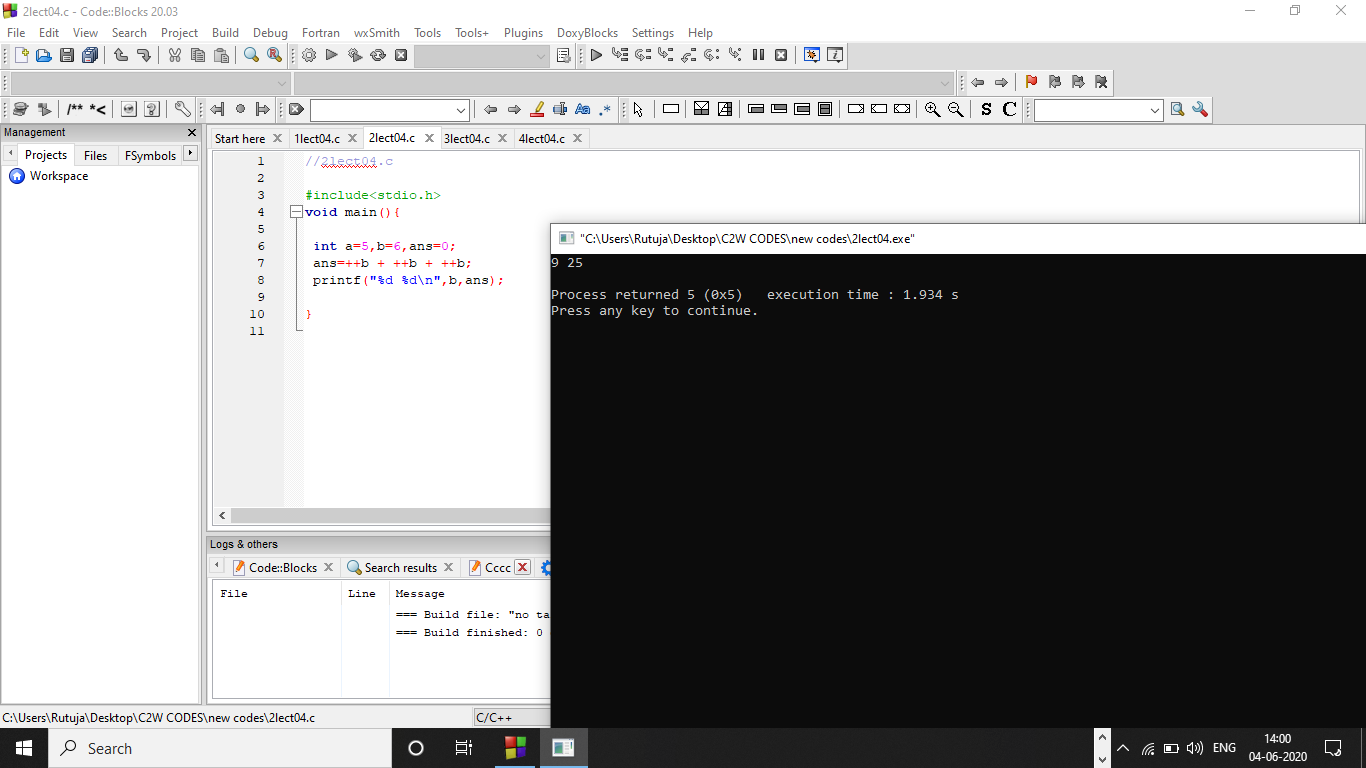 2lect04.c - Code::Blocks 20.03
File Edit View Search Project Build Debug Fortran wxSmith Tools Tools+ Plugins DoxyBlocks Settings Help
/** *<
Aa .*
S C
Management
Projects Files FSymbols
Workspace
Start here 1lect04.c 2lect04.c 3lect04.c 4lect04.c
1 //2lect04.c
2
3 #include<stdio.h>
4 void main(){
5
6 int a=5,b=6,ans=0;
7 ans=++b + ++b + ++b;
8 printf("%d %d\n",b,ans);
9
10 }
11
"C:\Users\Rutuja\Desktop\C2W CODES\new codes\2lect04.exe"
9 25
Process returned 5 (0x5)   execution time : 1.934 s
Press any key to continue.
Logs & others
Code::Blocks Search results Cccc
File Line Message
=== Build file: "no ta
=== Build finished: 0
C:\Users\Rutuja\Desktop\C2W CODES\new codes\2lect04.c C/C++
Search
ENG
14:00
04-06-2020